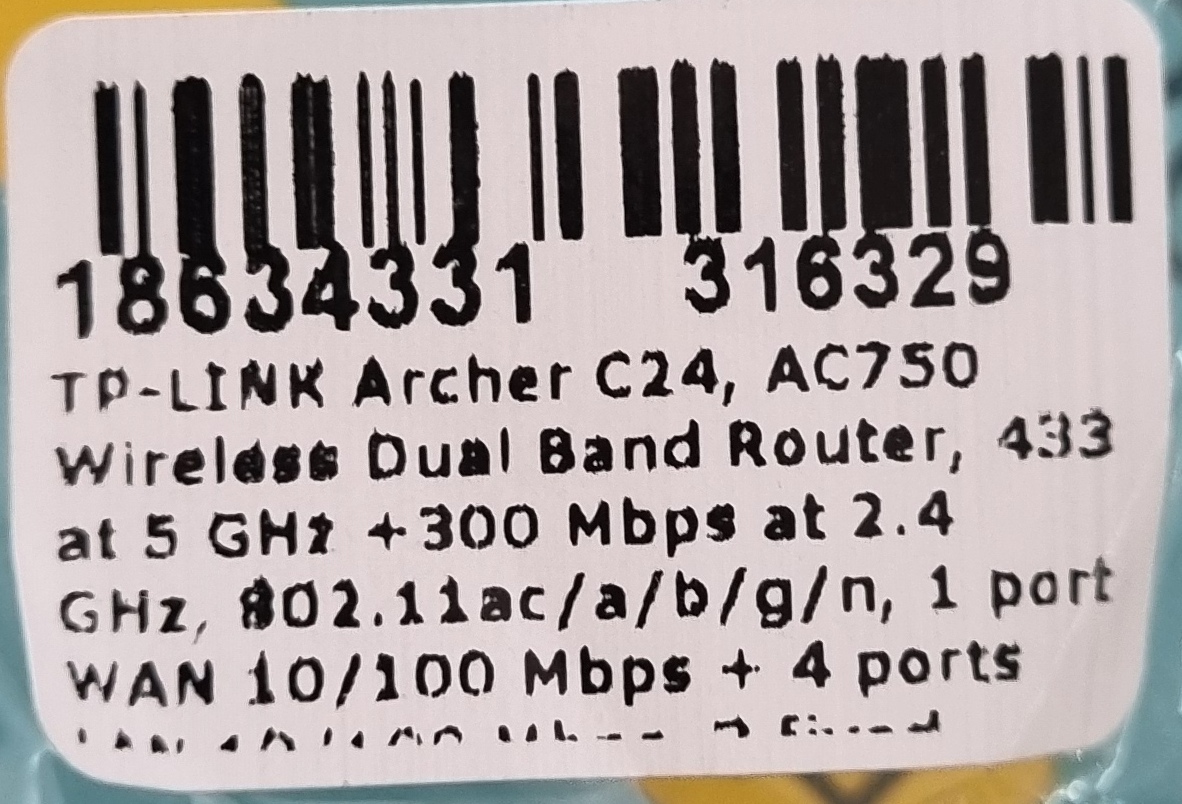 18634331 316329
TP-LINK Archer C24, AC750
Wireless Dual Band Router, 433
at 5 GHz +300 Mbps at 2.4
GHz, 802.11ac/a/b/g/n, 1 port
WAN 10/100 Mbps + 4 ports